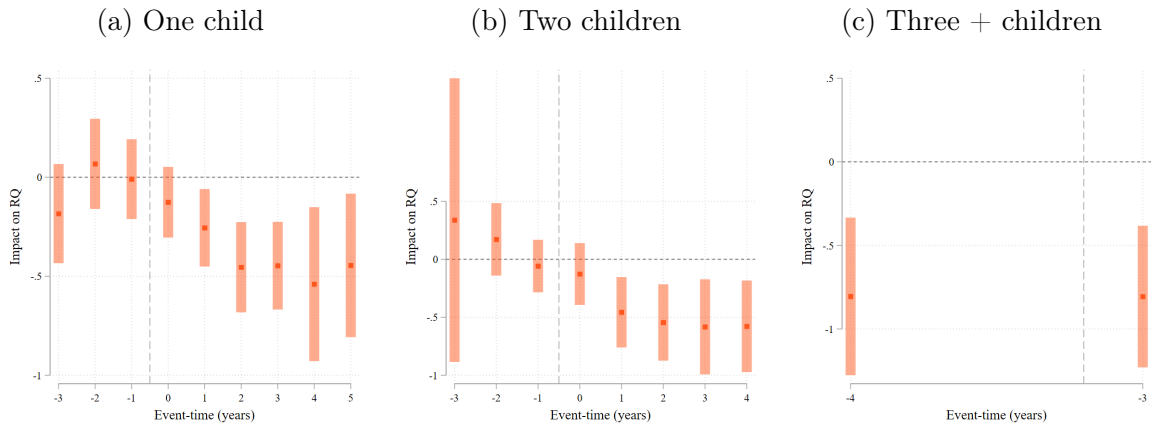 (a) One child
(b) Two children
(c) Three + children
Impact on RQ
.5
0
-.5
-1
-3 -2 -1 0 1 2 3 4 5
Event-time (years)
Impact on RQ
.5
0
-.5
-1
-3 -2 -1 0 1 2 3 4
Event-time (years)
Impact on RQ
.5
0
-.5
-1
-4 -3
Event-time (years)